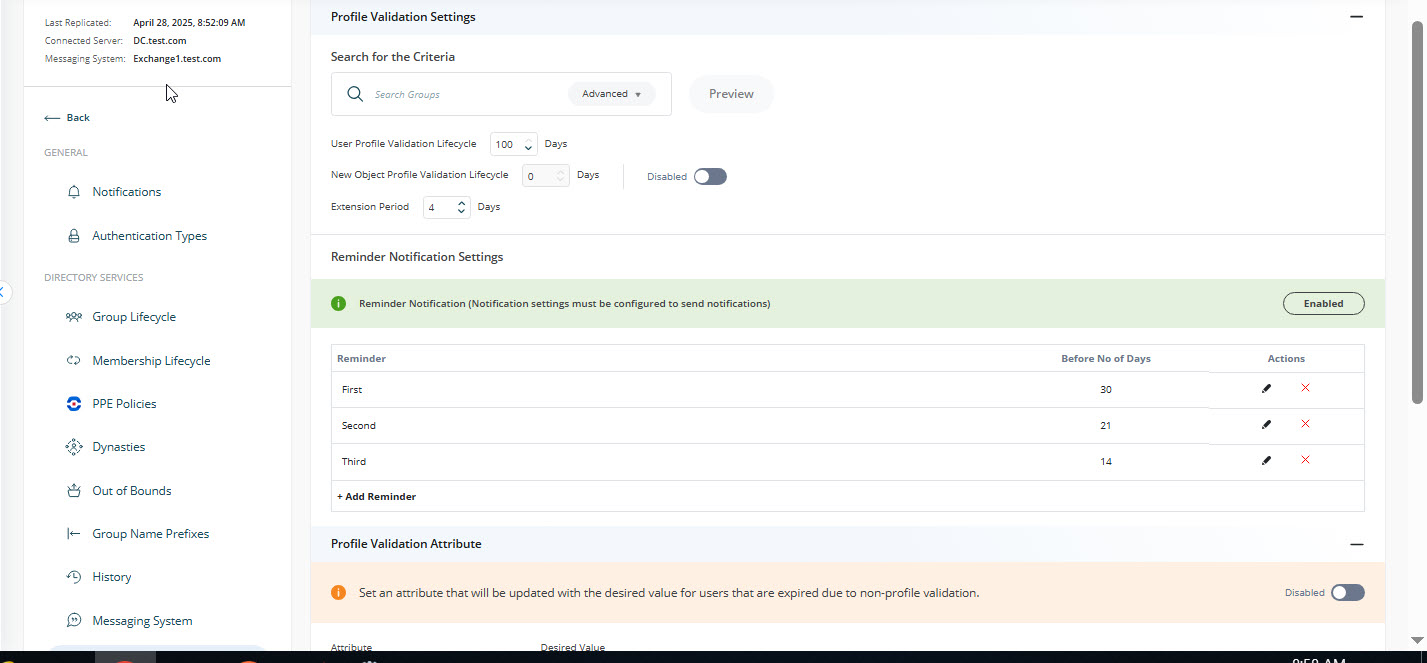 Last Replicated: April 28, 2025, 8:52:09 AM
Connected Server: DC.test.com
Messaging System: Exchange1.test.com
Back
GENERAL
Notifications
Authentication Types
DIRECTORY SERVICES
Group Lifecycle
Membership Lifecycle
PPE Policies
Dynasties
Out of Bounds
Group Name Prefixes
History
Messaging System
Profile Validation Settings
Search for the Criteria
Search Groups Advanced Preview
User Profile Validation Lifecycle 100 Days
New Object Profile Validation Lifecycle 0 Days Disabled
Extension Period 4 Days
Reminder Notification Settings
Reminder Notification (Notification settings must be configured to send notifications) Enabled
Reminder Before No of Days Actions
First 30
Second 21
Third 14
+ Add Reminder
Profile Validation Attribute
Set an attribute that will be updated with the desired value for users that are expired due to non-profile validation. Disabled
Attribute Desired Value